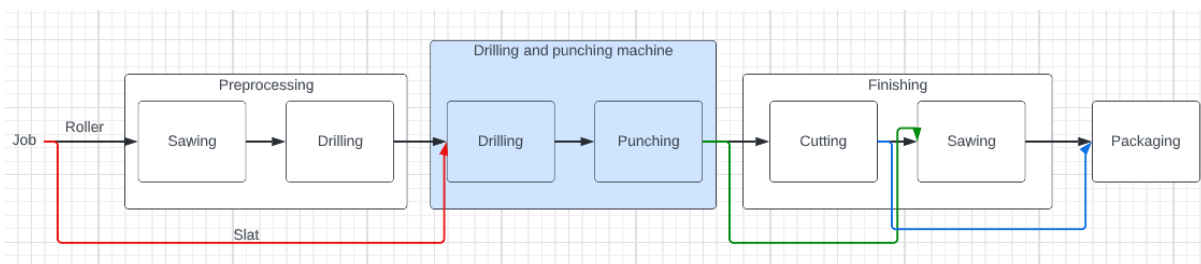 Drilling and punching machine
Preprocessing
Finishing
Job
Roller
Sawing
Drilling
Drilling
Punching
Cutting
Sawing
Packaging
Slat